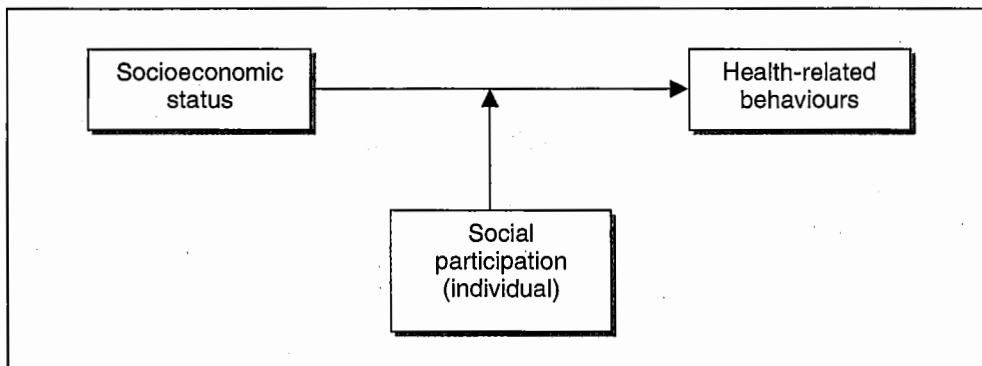 Socioeconomic
status
Health-related
behaviours
Social
participation
(individual)